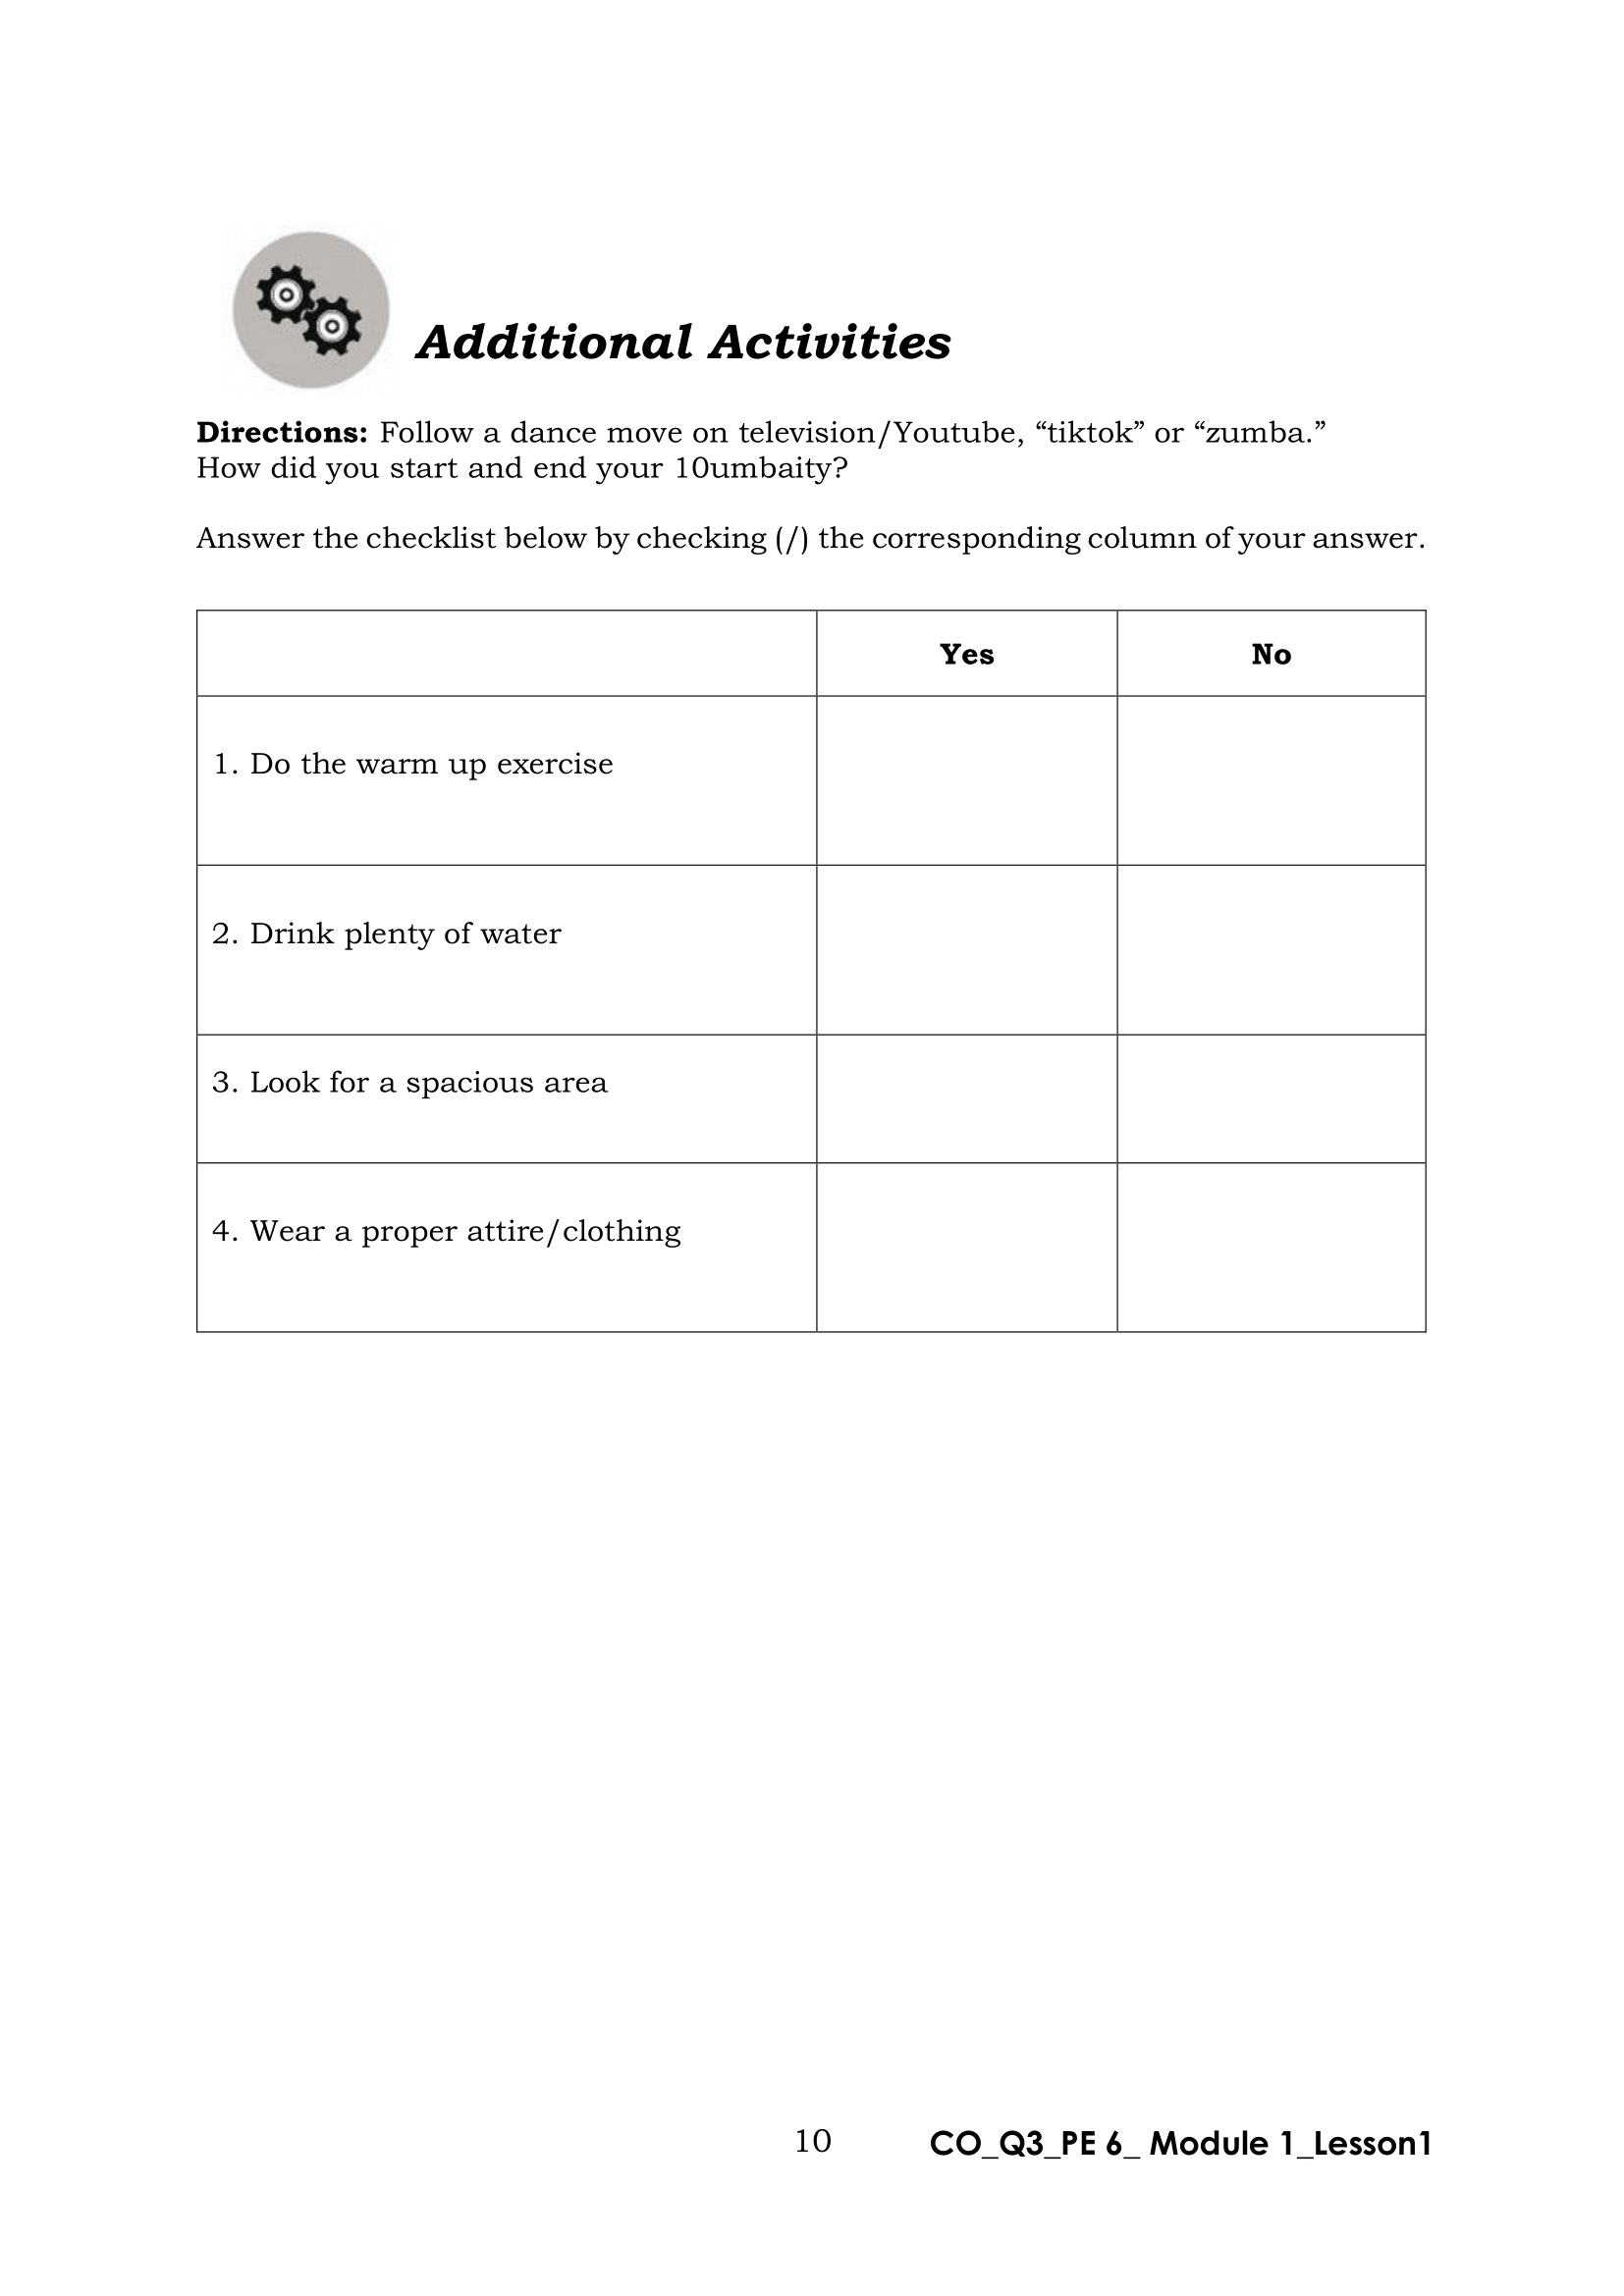 Additional Activities
Directions: Follow a dance move on television/Youtube, “tiktok” or “zumba.”
How did you start and end your 10umbaity?
Answer the checklist below by checking (/) the corresponding column of your answer.
Yes No
1. Do the warm up exercise
2. Drink plenty of water
3. Look for a spacious area
4. Wear a proper attire/clothing
10 CO_Q3_PE 6_ Module 1_Lesson1